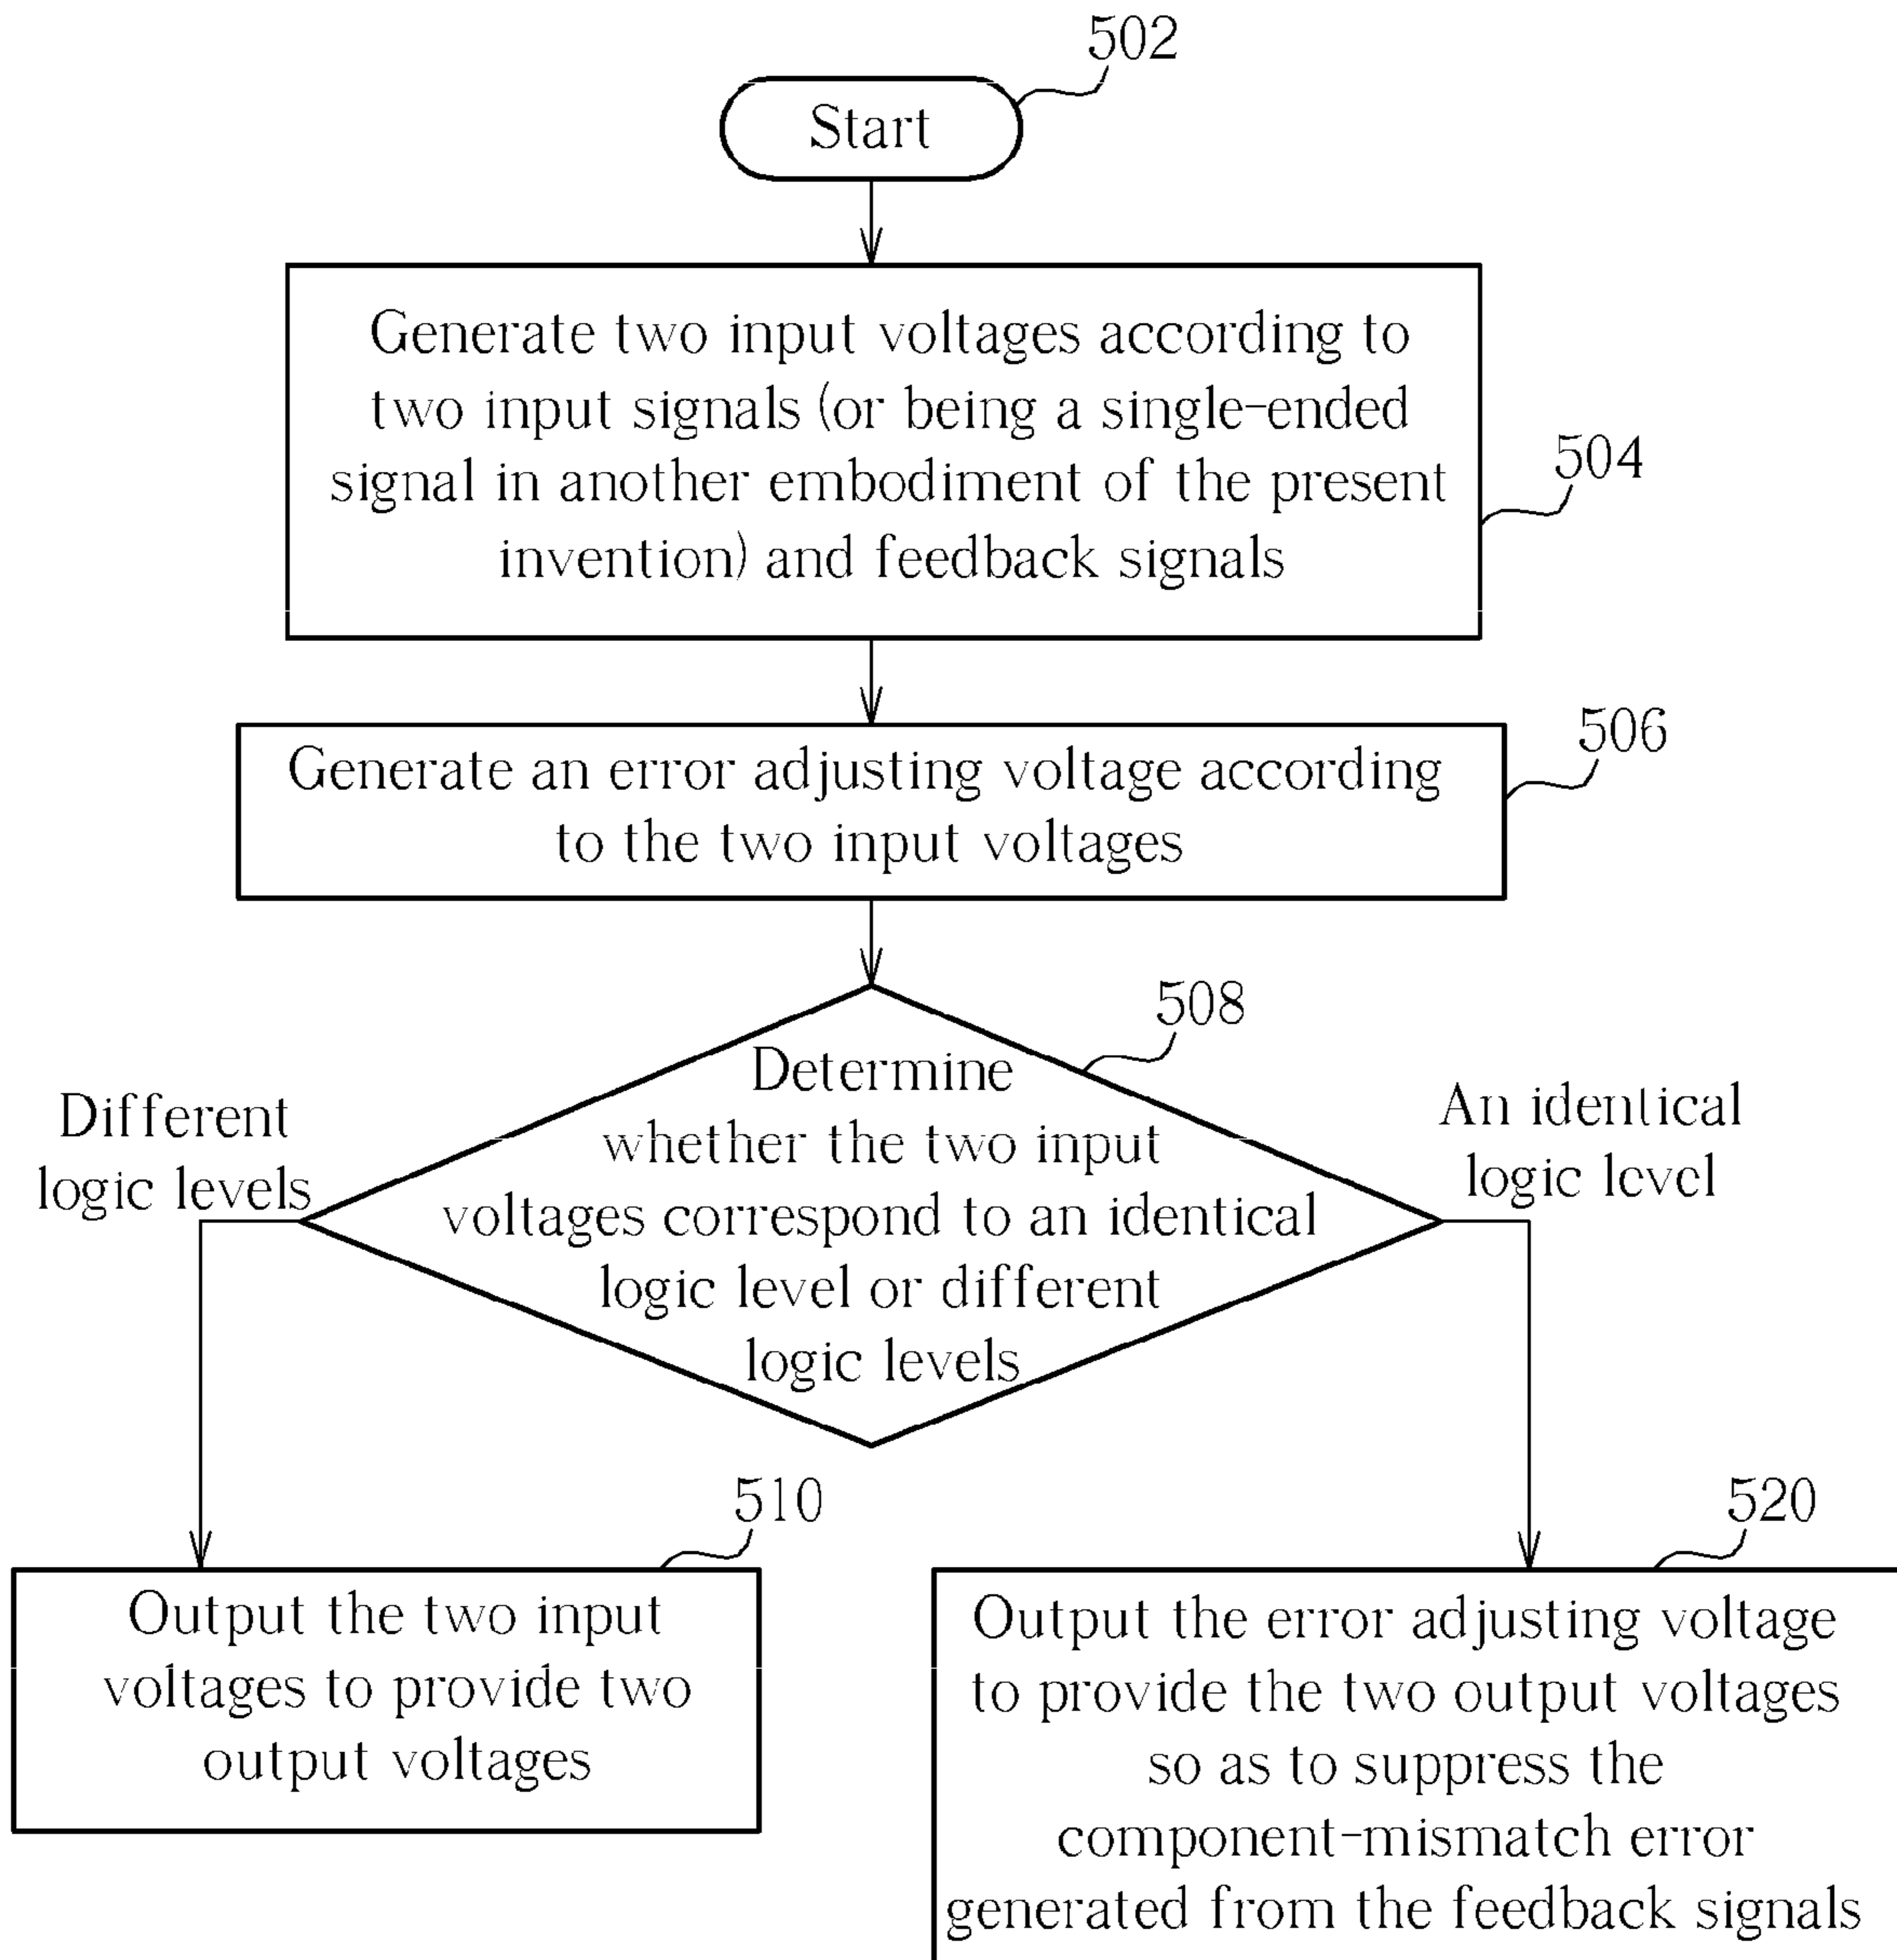 502
Start
Generate two input voltages according to
two input signals (or being a single-ended
signal in another embodiment of the present
invention) and feedback signals
504
506
Generate an error adjusting voltage according
to the two input voltages
508
Determine
whether the two input
voltages correspond to an identical
logic level or different
logic levels
Different
logic levels
An identical
logic level
510
Output the two input
voltages to provide two
output voltages
520
Output the error adjusting voltage
to provide the two output voltages
so as to suppress the
component-mismatch error
generated from the feedback signals